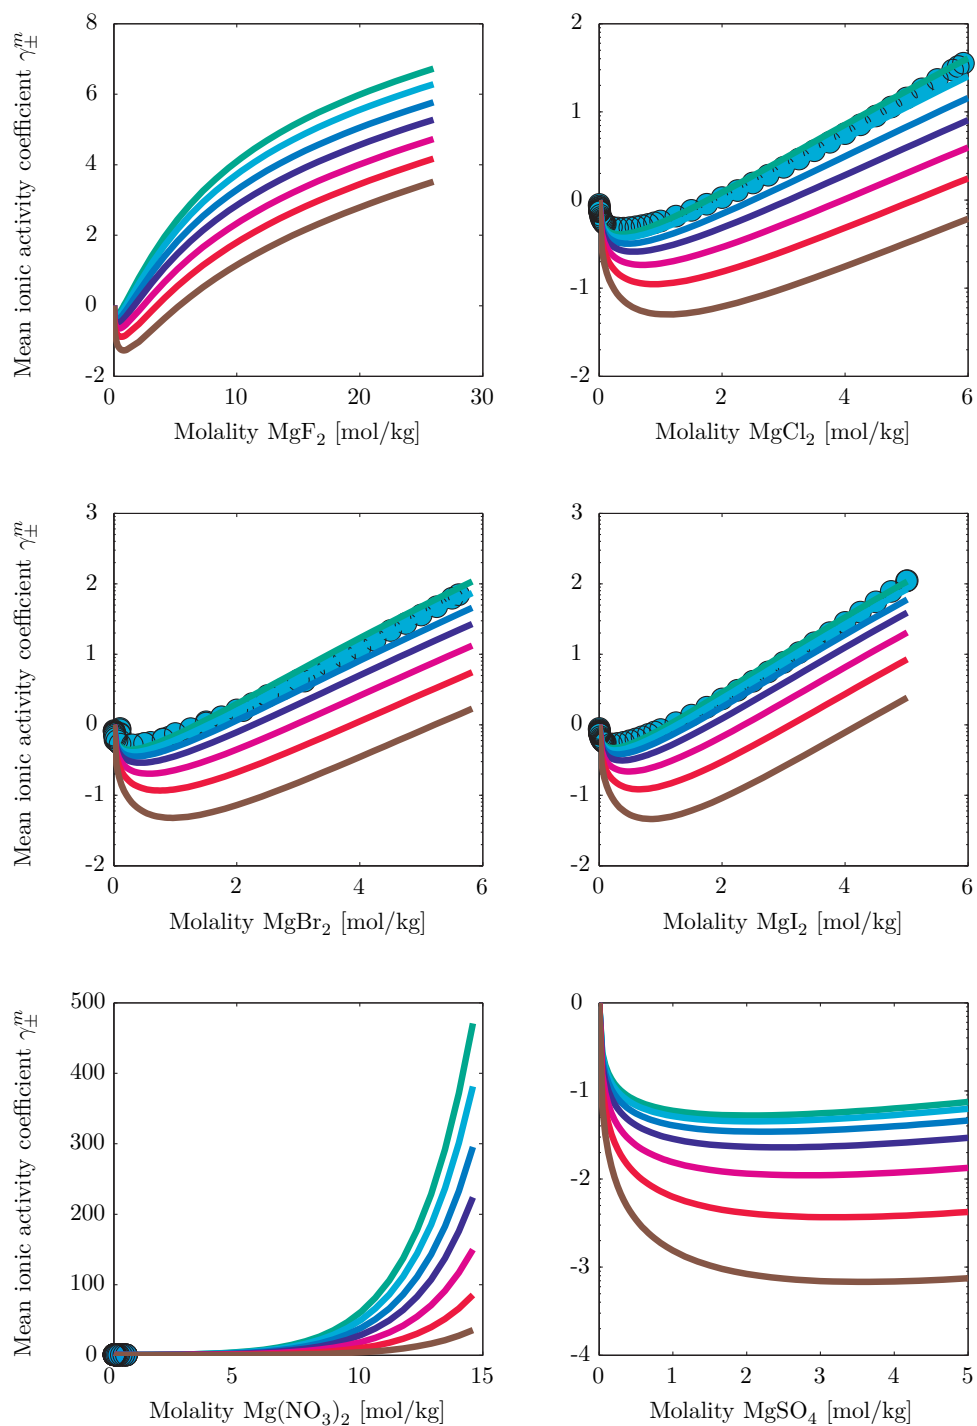 8
6
4
2
0
-2
0 10 20 30
Mean ionic activity coefficient γ±^m
Molality MgF₂ [mol/kg]
2
1
0
-1
-2
0 2 4 6
Molality MgCl₂ [mol/kg]
3
2
1
0
-1
-2
0 2 4 6
Mean ionic activity coefficient γ±^m
Molality MgBr₂ [mol/kg]
3
2
1
0
-1
-2
0 2 4 6
Molality MgI₂ [mol/kg]
500
400
300
200
100
0
0 5 10 15
Mean ionic activity coefficient γ±^m
Molality Mg(NO₃)₂ [mol/kg]
0
-1
-2
-3
-4
0 1 2 3 4 5
Molality MgSO₄ [mol/kg]